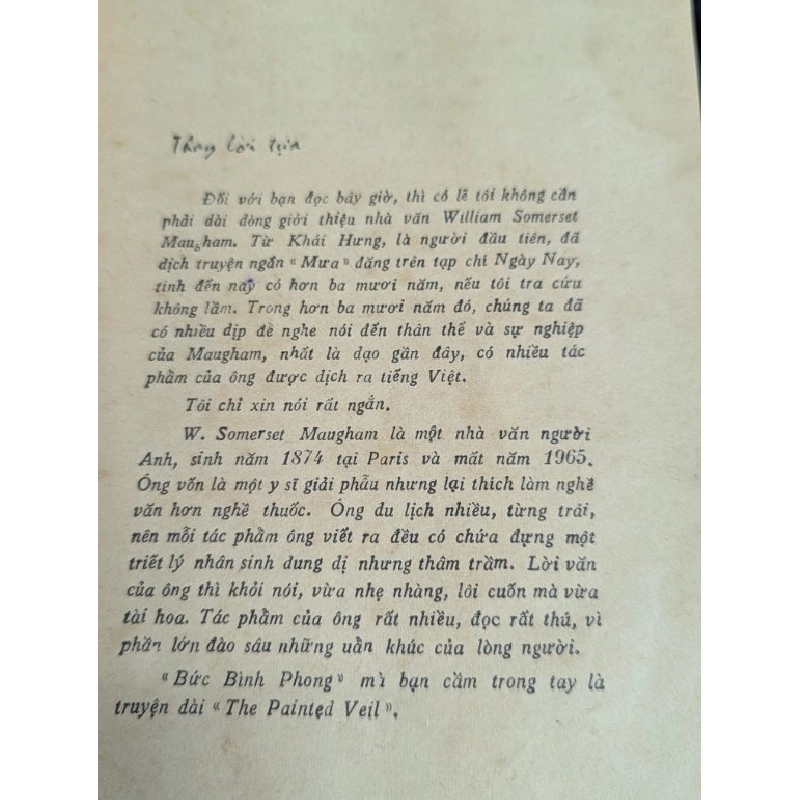 Thay lời tựa
Đối với bạn đọc bây giờ, thì có lẽ tôi không cần
phải dài dòng giới thiệu nhà văn William Somerset
Maugham. Từ Khái Hưng, là người đầu tiên, đã
dịch truyện ngắn « Mưa » đăng trên tạp chí Ngày Nay,
tính đến nay có hơn ba mươi năm, nếu tôi tra cứu
không lầm. Trong hơn ba mươi năm đó, chúng ta đã
có nhiều dịp để nghe nói đến thân thế và sự nghiệp
của Maugham, nhất là dạo gần đây, có nhiều tác
phẩm của ông được dịch ra tiếng Việt.
Tôi chỉ xin nói rất ngắn.
W. Somerset Maugham là một nhà văn người
Anh, sinh năm 1874 tại Paris và mất năm 1965.
Ông vốn là một y sĩ giải phẫu nhưng lại thích làm nghề
văn hơn nghề thuốc. Ông du lịch nhiều, từng trải,
nên mỗi tác phẩm ông viết ra đều có chứa đựng một
triết lý nhân sinh dung dị nhưng thâm trầm. Lời văn
của ông thì khỏi nói, vừa nhẹ nhàng, lôi cuốn mà vừa
tài hoa. Tác phẩm của ông rất nhiều, đọc rất thú, vì
phần lớn đào sâu những uẩn khúc của lòng người.
« Bức Bình Phong » mì bạn cầm trong tay là
truyện dài « The Painted Veil ».